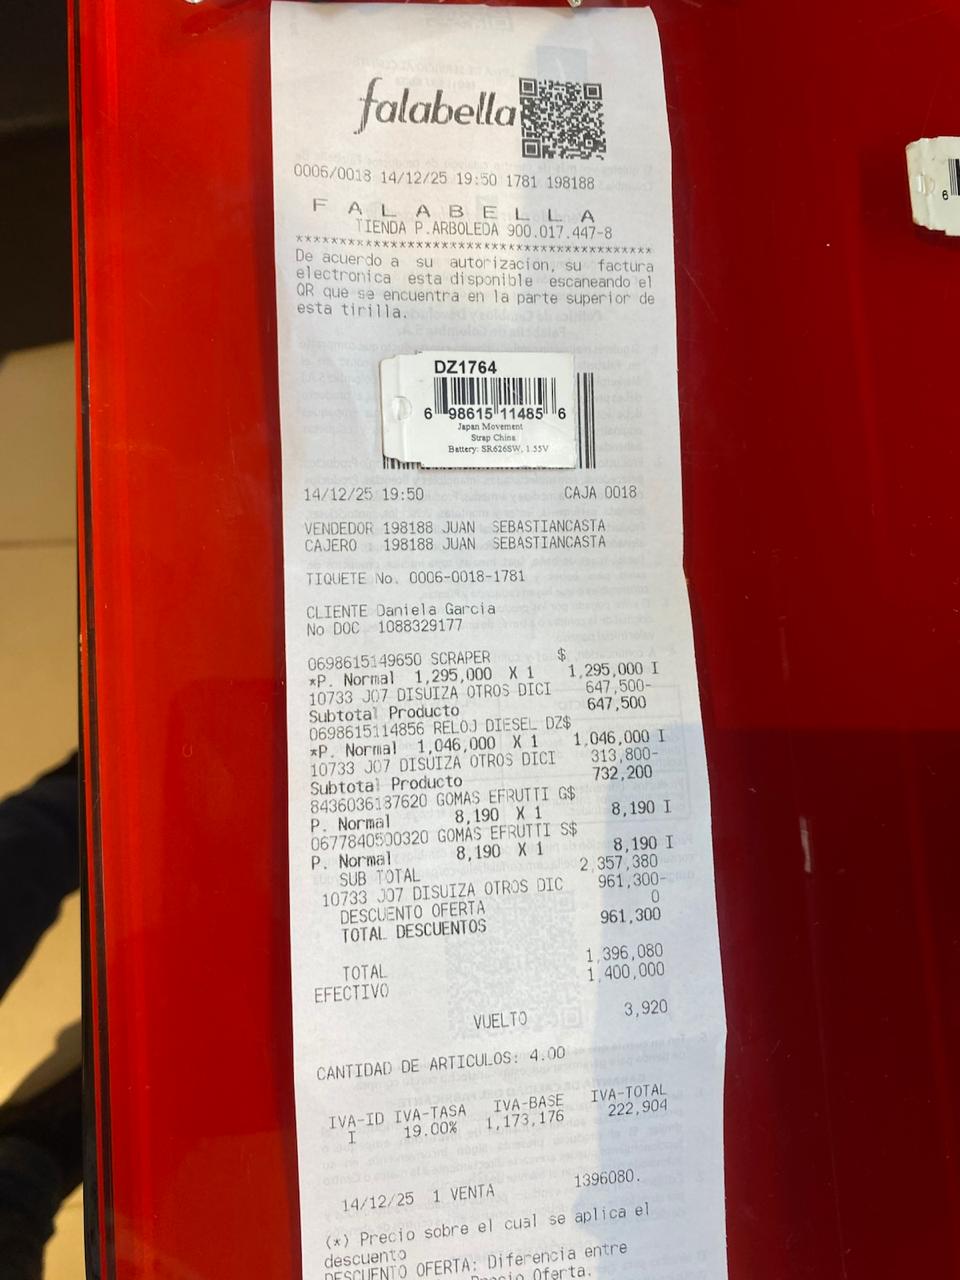 falabella
0006/0018 14/12/25 19:50 1781 198188
F A L A B E L L A
TIENDA P.ARBOLEDA 900.017.447-8
****************************************
De acuerdo a su autorizacion, su factura
electronica esta disponible escaneando el
QR que se encuentra en la parte superior de
esta tirilla.
DZ1764
6 98615 11485 6
Japan Movement
Strap China
Battery: SR626SW, 1.55V
14/12/25 19:50 CAJA 0018
VENDEDOR 198188 JUAN SEBASTIANCASTA
CAJERO 198188 JUAN SEBASTIANCASTA
TIQUETE No. 0006-0018-1781
CLIENTE Daniela Garcia
No DOC 1088329177
0698615149650 SCRAPER $
*P. Normal 1,295,000 X 1 1,295,000 I
10733 J07 DISUIZA OTROS DICI 647,500-
Subtotal Producto 647,500
0698615114856 RELOJ DIESEL DZ$
*P. Normal 1,046,000 X 1 1,046,000 I
10733 J07 DISUIZA OTROS DICI 313,800-
Subtotal Producto 732,200
8436036187620 GOMAS EFRUTTI G$
P. Normal 8,190 X 1 8,190 I
0677840500320 GOMAS EFRUTTI S$
P. Normal 8,190 X 1 8,190 I
SUB TOTAL 2,357,380
10733 J07 DISUIZA OTROS DIC 961,300-
DESCUENTO OFERTA 0
TOTAL DESCUENTOS 961,300
TOTAL 1,396,080
EFECTIVO 1,400,000
VUELTO 3,920
CANTIDAD DE ARTICULOS: 4.00
IVA-ID IVA-TASA IVA-BASE IVA-TOTAL
I 19.00% 1,173,176 222,904
14/12/25 1 VENTA 1396080.
(*) Precio sobre el cual se aplica el
descuento
DESCUENTO OFERTA: Diferencia entre
Precio Oferta.
6